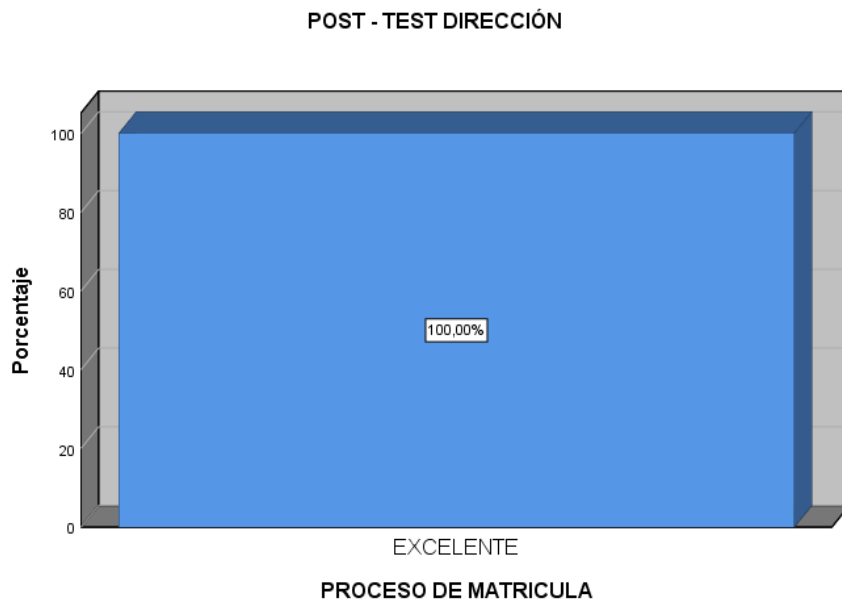 POST - TEST DIRECCIÓN
Porcentaje
100
80
60
40
20
0
100,00%
EXCELENTE
PROCESO DE MATRICULA